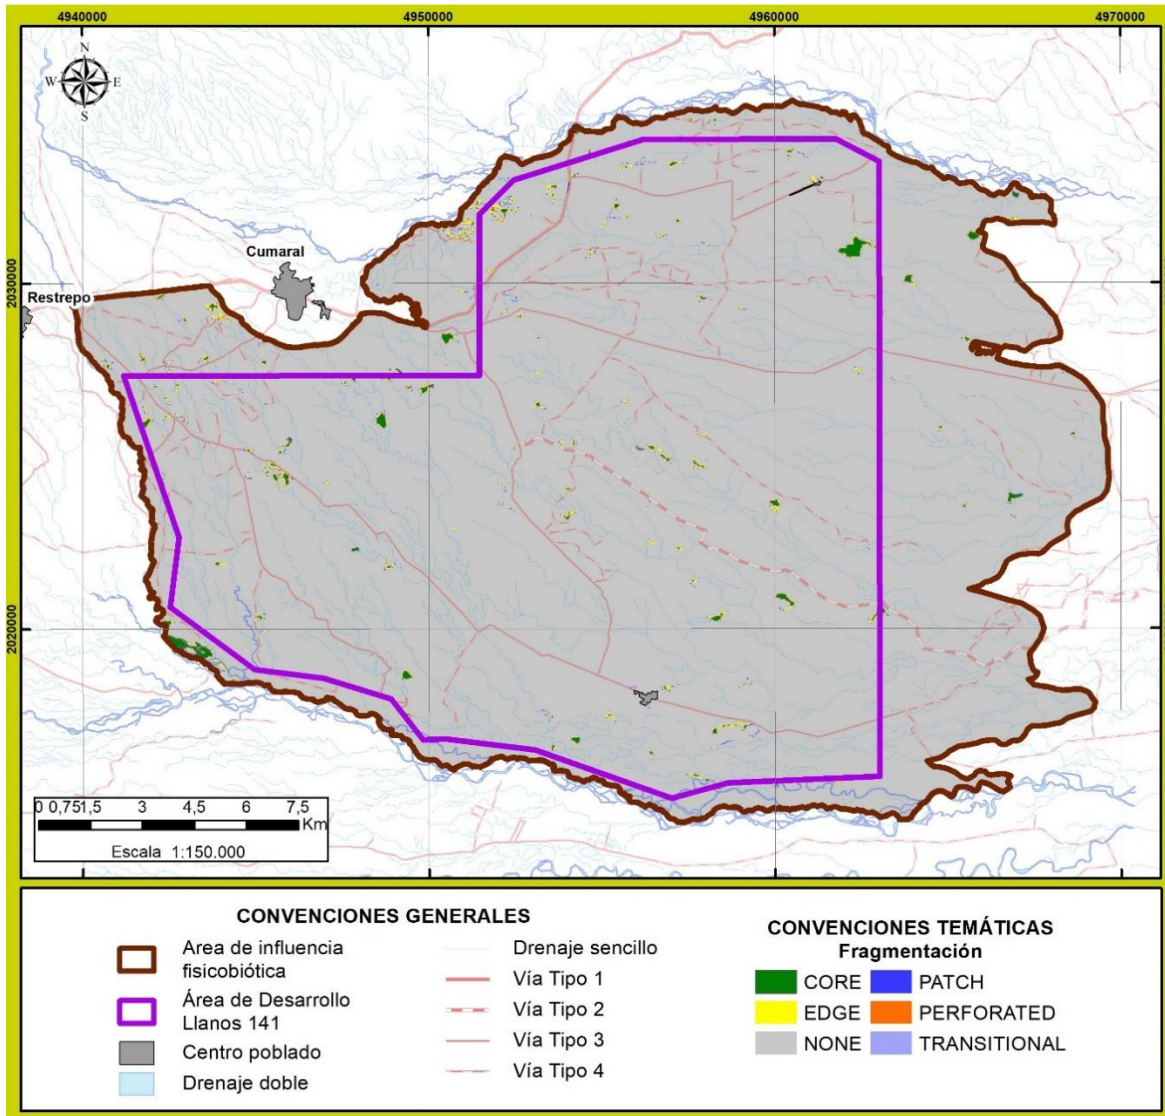 4940000 4950000 4960000 4970000
N
W E
S
Cumaral
2030000
Restrepo
2020000
0 0,751,5 3 4,5 6 7,5
Km
Escala 1:150.000
CONVENCIONES GENERALES
Area de influencia
fisicobiótica
Área de Desarrollo
Llanos 141
Centro poblado
Drenaje doble
Drenaje sencillo
Vía Tipo 1
Vía Tipo 2
Vía Tipo 3
Vía Tipo 4
CONVENCIONES TEMÁTICAS
Fragmentación
CORE
EDGE
NONE
PATCH
PERFORATED
TRANSITIONAL